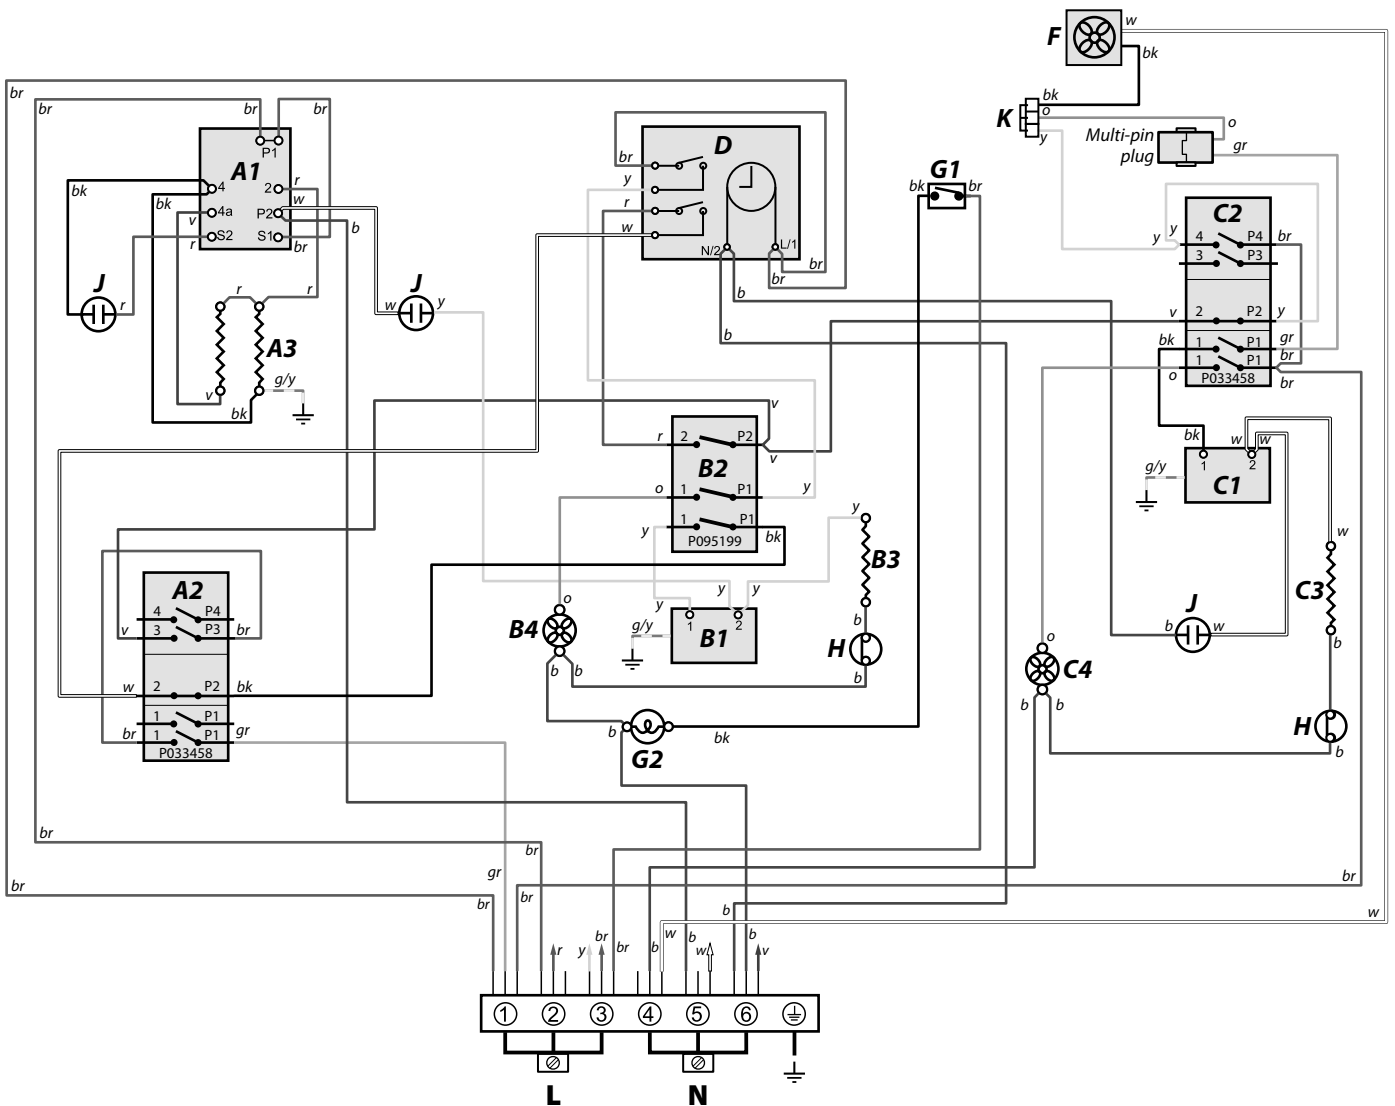 F
w
bk
br
bk
K
o
y
o
Multi-pin
plug
gr
br
br
P1
A1
bk
4
bk
2
r
w
4a
v
P2
b
S2
r
S1
br
J
r
r
r
A3
v
bk
g/y
J
w
y
D
br
y
r
w
N/2
L/1
br
br
b
b
G1
bk
br
C2
y
y
4
P4
br
3
P3
v
2
P2
y
bk
1
P1
gr
br
1
P1
br
o
P033458
bk
w
w
g/y
1
2
C1
w
C3
J
b
w
b
o
C4
b
b
H
b
v
r
2
P2
v
B2
o
1
P1
y
y
1
P1
bk
P095199
y
B3
o
y
y
y
B4
g/y
1
2
B1
b
H
b
b
b
b
G2
bk
A2
4
P4
v
3
P3
br
w
2
P2
bk
1
P1
gr
br
1
P1
P033458
br
br
gr
br
br
br
br
b
w
r
y
br
br
b
w
b
w
b
v
1
2
3
4
5
6
L
N